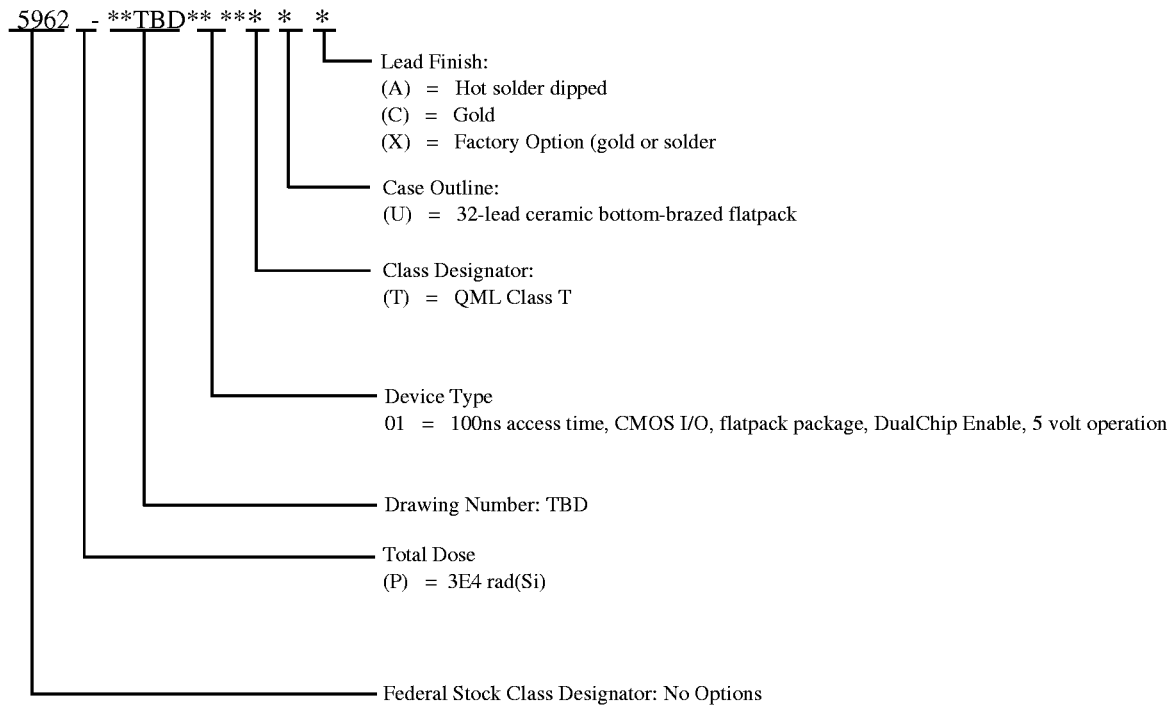 5962 - **TBD** *** * *
Lead Finish:
(A) = Hot solder dipped
(C) = Gold
(X) = Factory Option (gold or solder
Case Outline:
(U) = 32-lead ceramic bottom-brazed flatpack
Class Designator:
(T) = QML Class T
Device Type
01 = 100ns access time, CMOS I/O, flatpack package, DualChip Enable, 5 volt operation
Drawing Number: TBD
Total Dose
(P) = 3E4 rad(Si)
Federal Stock Class Designator: No Options